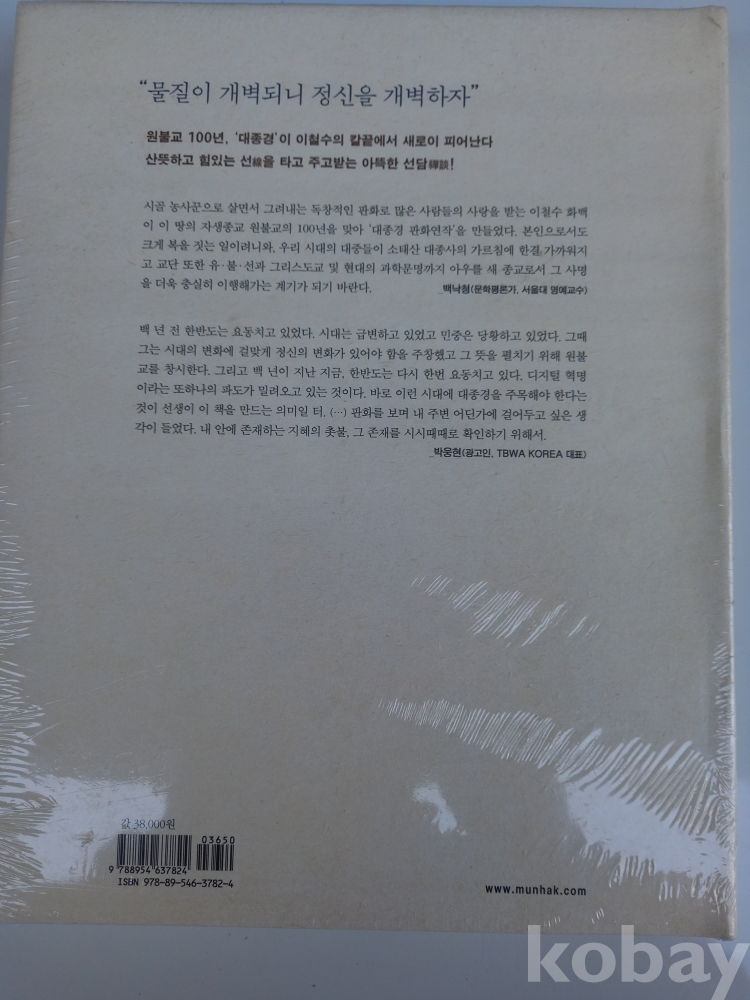 “물질이 개벽되니 정신을 개벽하자”
원불교 100년, ‘대종경’이 이철수의 칼끝에서 새로이 피어난다
산뜻하고 힘있는 선線을 타고 주고받는 아뜩한 선담禪談!
시골 농사꾼으로 살면서 그려내는 독창적인 판화로 많은 사람들의 사랑을 받는 이철수 화백
이 이 땅의 자생종교 원불교의 100년을 맞아 ‘대종경 판화연작’을 만들었다. 본인으로서도
크게 복을 짓는 일이려니와, 우리 시대의 대중들이 소태산 대종사의 가르침에 한결 가까워지
고 교단 또한 유·불·선과 그리스도교 및 현대의 과학문명까지 아우를 새 종교로서 그 사명
을 더욱 충실히 이행해가는 계기가 되기 바란다. _백낙청(문학평론가, 서울대 명예교수)
백 년 전 한반도는 요동치고 있었다. 시대는 급변하고 있었고 민중은 당황하고 있었다. 그때
그는 시대의 변화에 걸맞게 정신의 변화가 있어야 함을 주창했고 그 뜻을 펼치기 위해 원불
교를 창시한다. 그리고 백 년이 지난 지금, 한반도는 다시 한번 요동치고 있다. 디지털 혁명
이라는 또하나의 파도가 밀려오고 있는 것이다. 바로 이런 시대에 대종경을 주목해야 한다는
것이 선생이 이 책을 만드는 의미일 터, (…) 판화를 보며 내 주변 어딘가에 걸어두고 싶은 생
각이 들었다. 내 안에 존재하는 지혜의 촛불, 그 존재를 시시때때로 확인하기 위해서.
_박웅현(광고인, TBWA KOREA 대표)
값 38,000원
03650
9 788954 637824
ISBN 978-89-546-3782-4
www.munhak.com
kobay